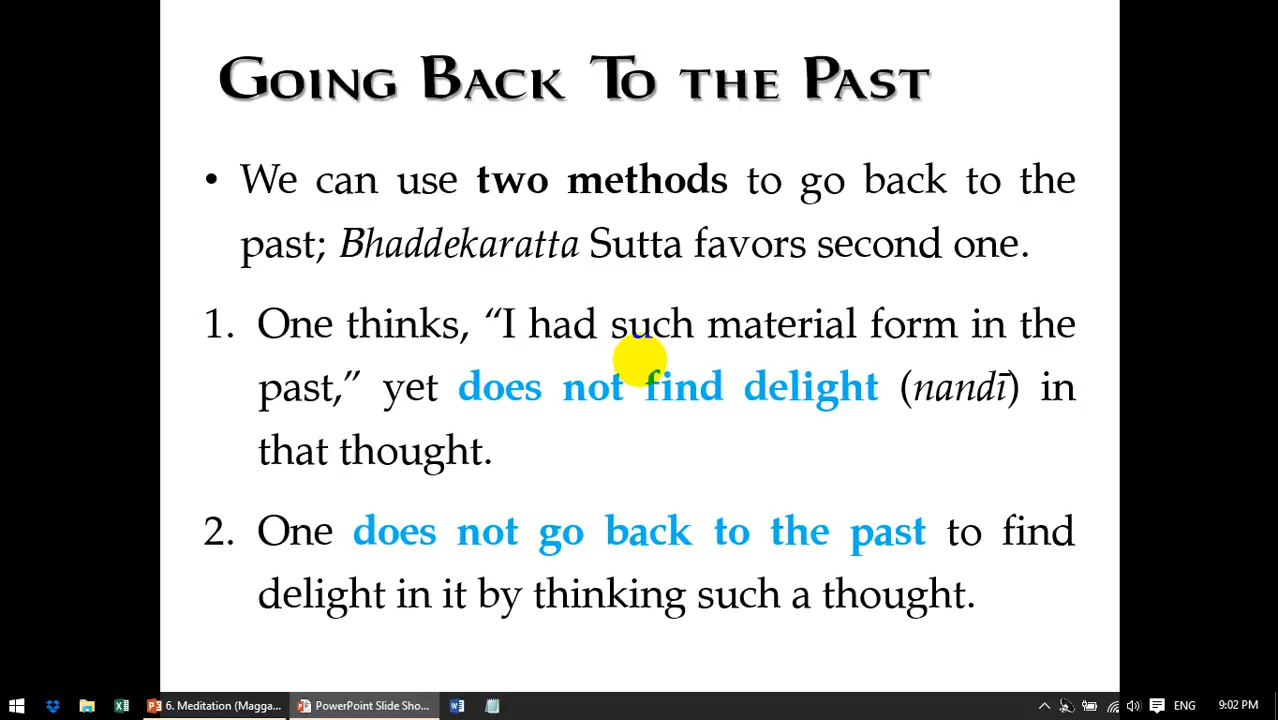 GOING BACK TO THE PAST
• We can use two methods to go back to the
past; Bhaddekaratta Sutta favors second one.
1. One thinks, “I had such material form in the
past,” yet does not find delight (nandī) in
that thought.
2. One does not go back to the past to find
delight in it by thinking such a thought.
6. Meditation (Magga...
PowerPoint Slide Sho...
ENG
9:02 PM